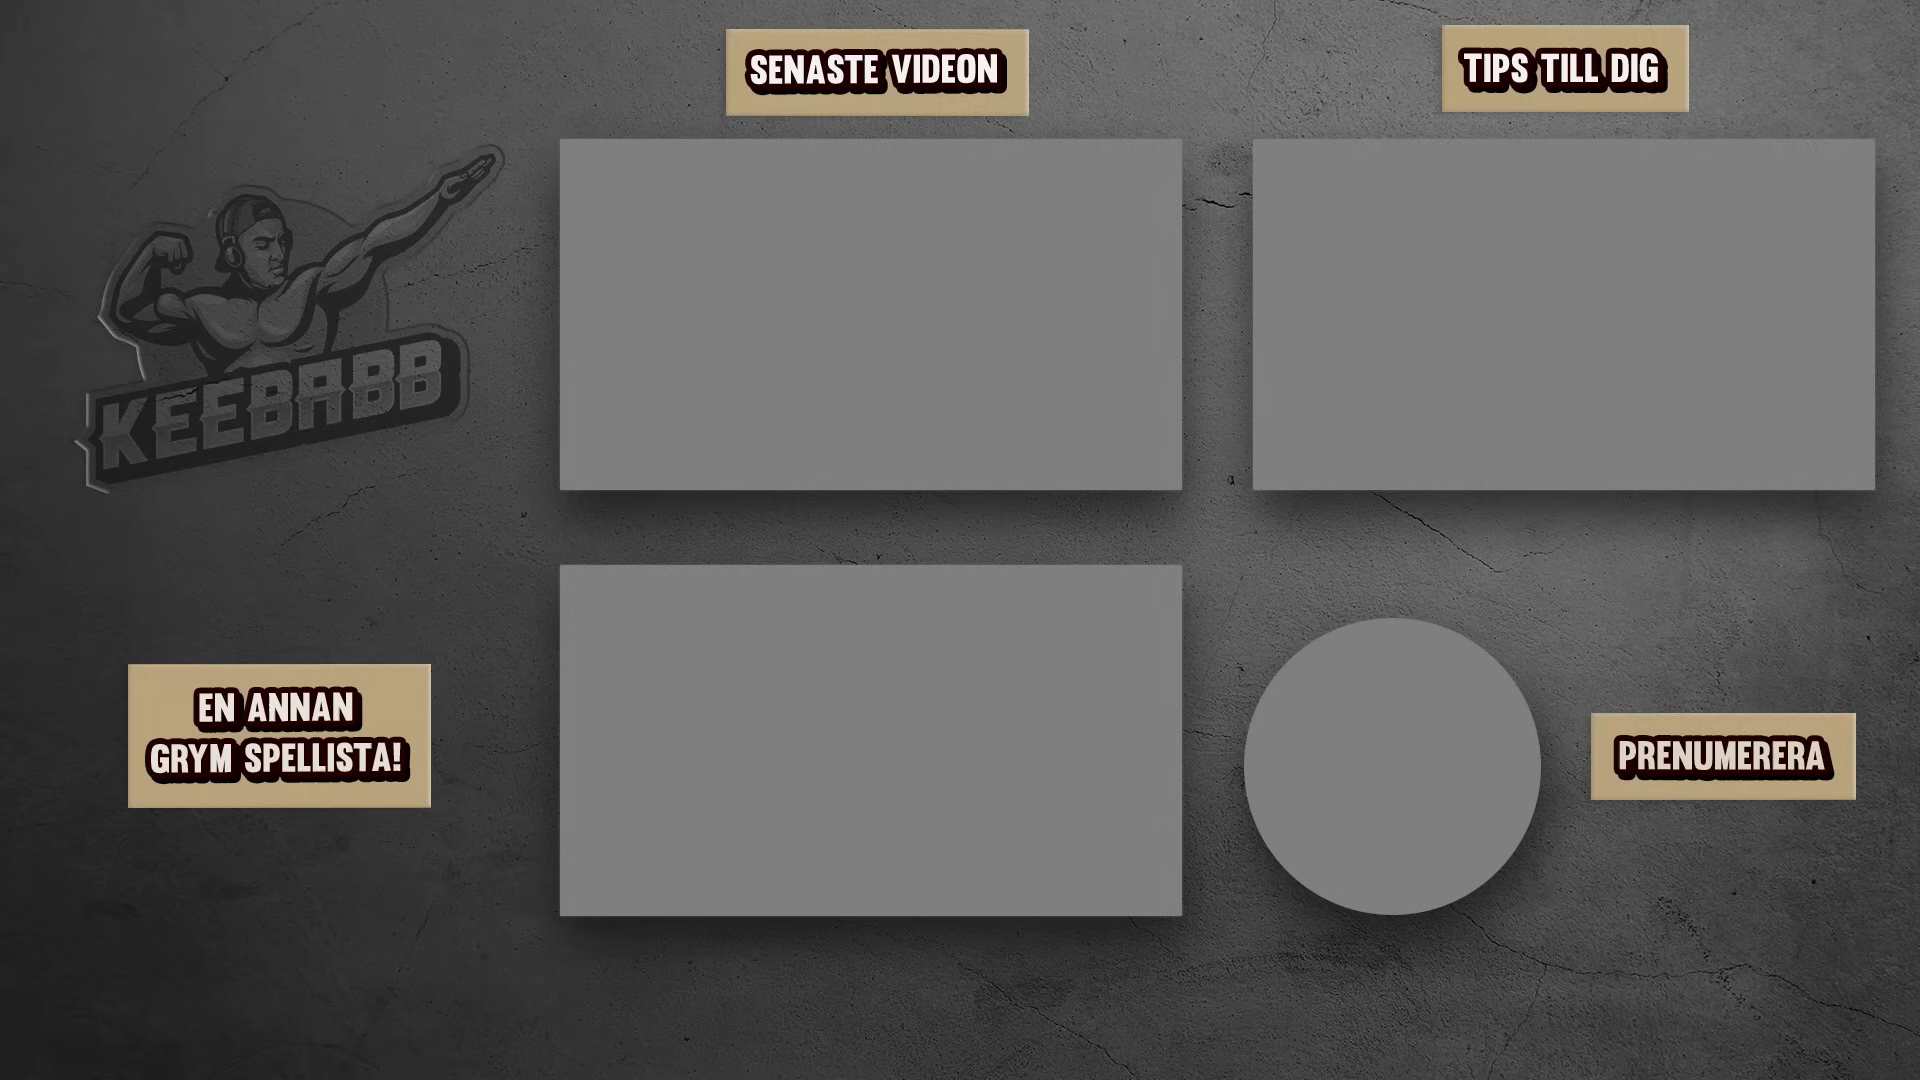 SENASTE VIDEON
TIPS TILL DIG
KEEBABB
EN ANNAN
GRYM SPELLISTA!
PRENUMERERA